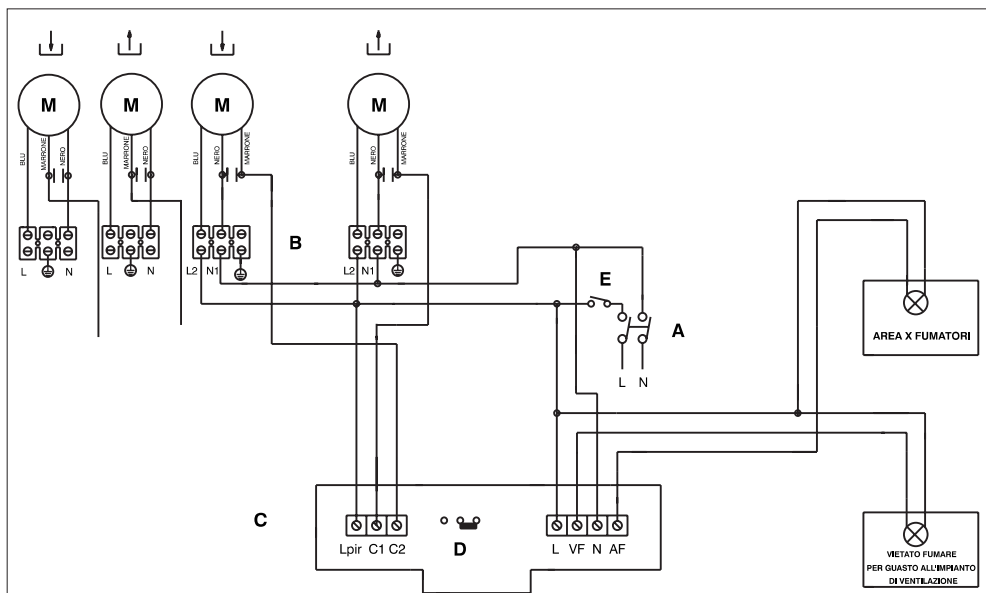 M M M M
BLU MARRONE NERO
BLU MARRONE NERO
BLU NERO MARRONE
BLU NERO MARRONE
B
L N
L N
L2 N1
L2 N1
E
A
L N
AREA X FUMATORI
C
Lpir C1 C2
D
L VF N AF
VIETATO FUMARE
PER GUASTO ALL'IMPIANTO
DI VENTILAZIONE